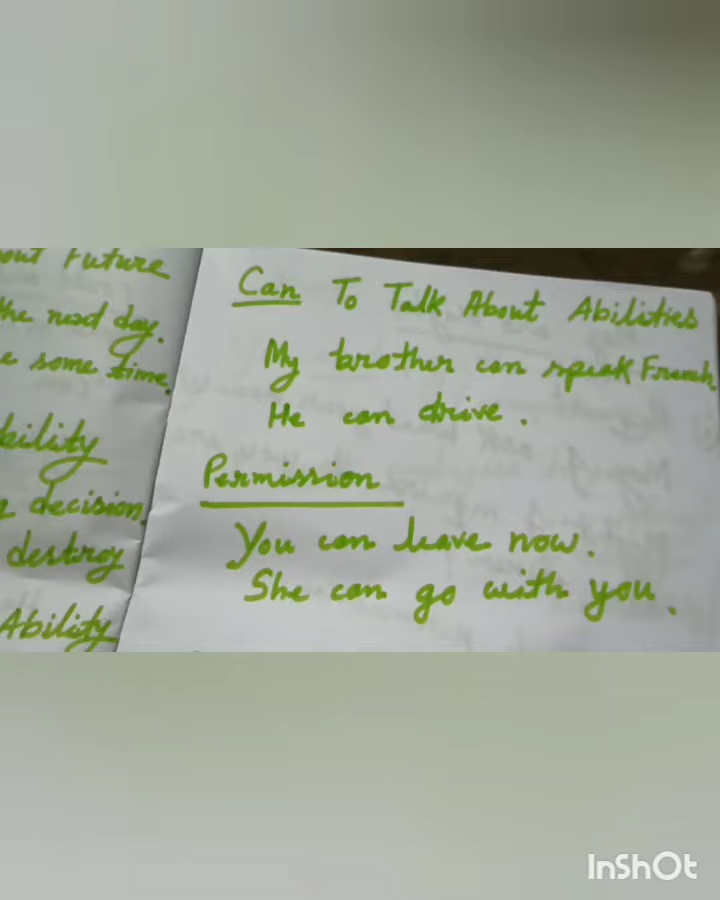 out Future
the next day.
e some time.
bility
decision.
destroy
Ability
Can To Talk About Abilities
My brother can speak French.
He can drive.
Permission
You can leave now.
She can go with you.
InShOt